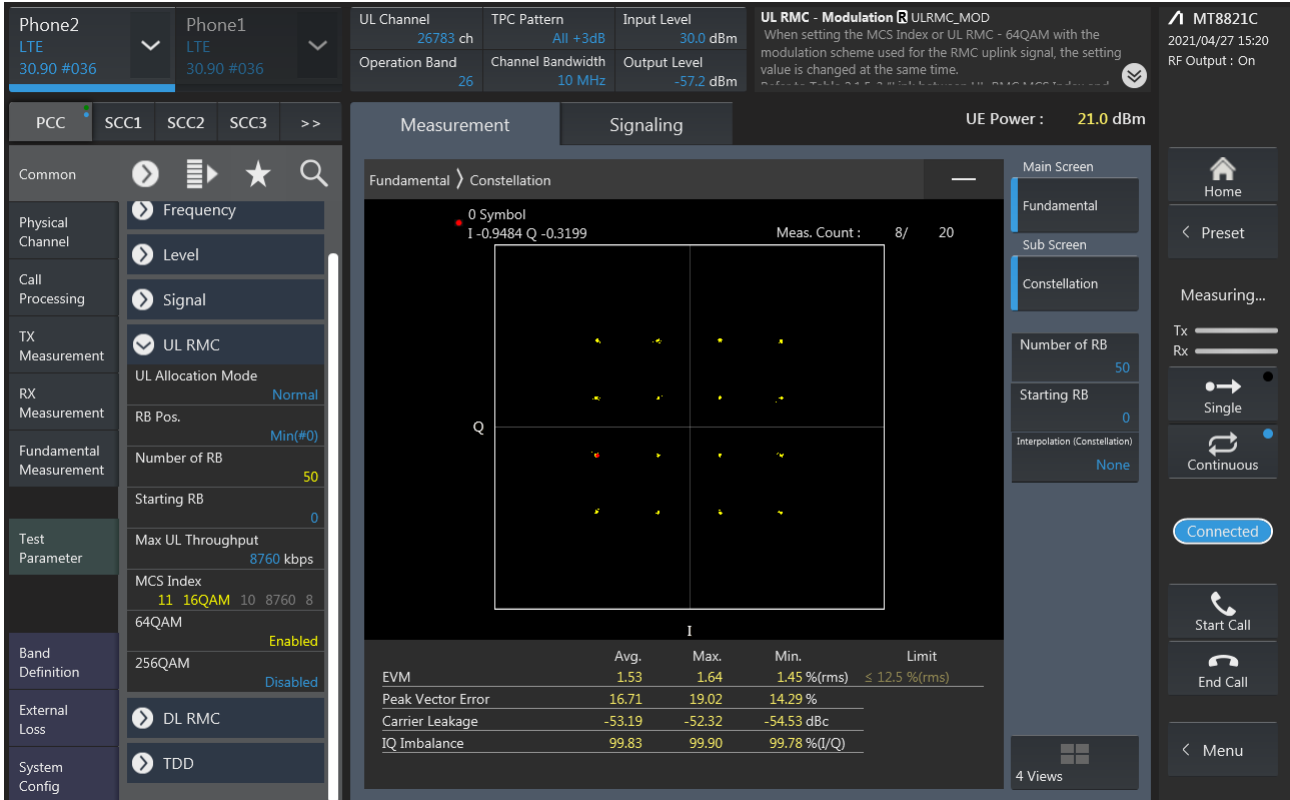 Phone2
LTE
30.90 #036
Phone1
LTE
30.90 #036
UL Channel
26783 ch
TPC Pattern
All +3dB
Input Level
30.0 dBm
Operation Band
26
Channel Bandwidth
10 MHz
Output Level
-57.2 dBm
UL RMC - Modulation R ULRMC_MOD
When setting the MCS Index or UL RMC - 64QAM with the
modulation scheme used for the RMC uplink signal, the setting
value is changed at the same time.
MT8821C
2021/04/27 15:20
RF Output : On
PCC SCC1 SCC2 SCC3 >>
Measurement
Signaling
UE Power : 21.0 dBm
Common
Physical
Channel
Call
Processing
TX
Measurement
RX
Measurement
Fundamental
Measurement
Test
Parameter
Band
Definition
External
Loss
System
Config
Frequency
Level
Signal
UL RMC
UL Allocation Mode
Normal
RB Pos.
Min(#0)
Number of RB
50
Starting RB
0
Max UL Throughput
8760 kbps
MCS Index
11 16QAM 10 8760 8
64QAM
Enabled
256QAM
Disabled
DL RMC
TDD
Fundamental 〉 Constellation
0 Symbol
I -0.9484 Q -0.3199
Meas. Count : 8/ 20
Q
I
Avg. Max. Min. Limit
EVM 1.53 1.64 1.45 %(rms) ≤ 12.5 %(rms)
Peak Vector Error 16.71 19.02 14.29 %
Carrier Leakage -53.19 -52.32 -54.53 dBc
IQ Imbalance 99.83 99.90 99.78 %(I/Q)
Main Screen
Fundamental
Sub Screen
Constellation
Number of RB
50
Starting RB
0
Interpolation (Constellation)
None
4 Views
Home
< Preset
Measuring...
Tx
Rx
Single
Continuous
Connected
Start Call
End Call
< Menu